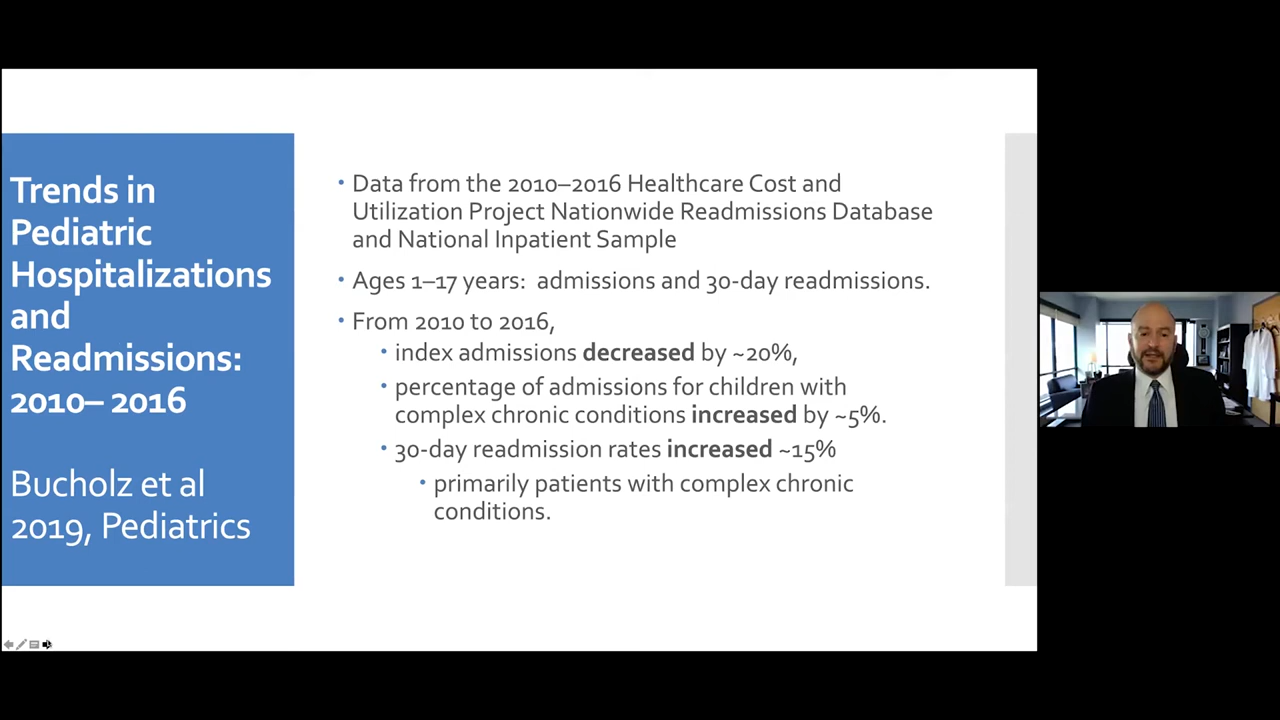 Trends in
Pediatric
Hospitalizations
and
Readmissions:
2010– 2016
Bucholz et al
2019, Pediatrics
• Data from the 2010–2016 Healthcare Cost and
Utilization Project Nationwide Readmissions Database
and National Inpatient Sample
• Ages 1–17 years:  admissions and 30-day readmissions.
• From 2010 to 2016,
• index admissions decreased by ~20%,
• percentage of admissions for children with
complex chronic conditions increased by ~5%.
• 30-day readmission rates increased ~15%
• primarily patients with complex chronic
conditions.